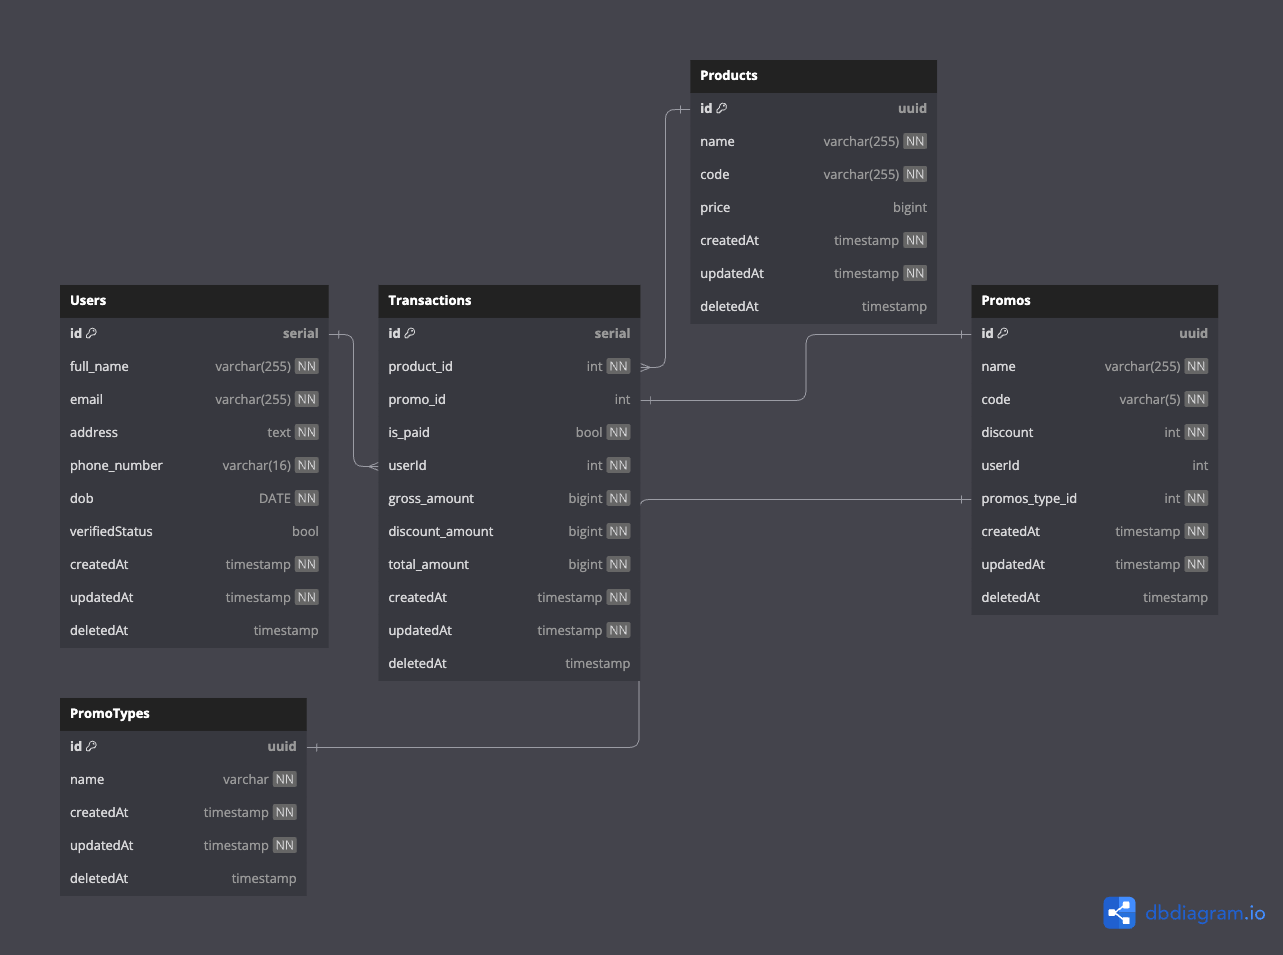 Products
id uuid
name varchar(255) NN
code varchar(255) NN
price bigint
createdAt timestamp NN
updatedAt timestamp NN
deletedAt timestamp
Users
id serial
full_name varchar(255) NN
email varchar(255) NN
address text NN
phone_number varchar(16) NN
dob DATE NN
verifiedStatus bool
createdAt timestamp NN
updatedAt timestamp NN
deletedAt timestamp
Transactions
id serial
product_id int NN
promo_id int
is_paid bool NN
userId int NN
gross_amount bigint NN
discount_amount bigint NN
total_amount bigint NN
createdAt timestamp NN
updatedAt timestamp NN
deletedAt timestamp
Promos
id uuid
name varchar(255) NN
code varchar(5) NN
discount int NN
userId int
promos_type_id int NN
createdAt timestamp NN
updatedAt timestamp NN
deletedAt timestamp
PromoTypes
id uuid
name varchar NN
createdAt timestamp NN
updatedAt timestamp NN
deletedAt timestamp
dbdiagram.io